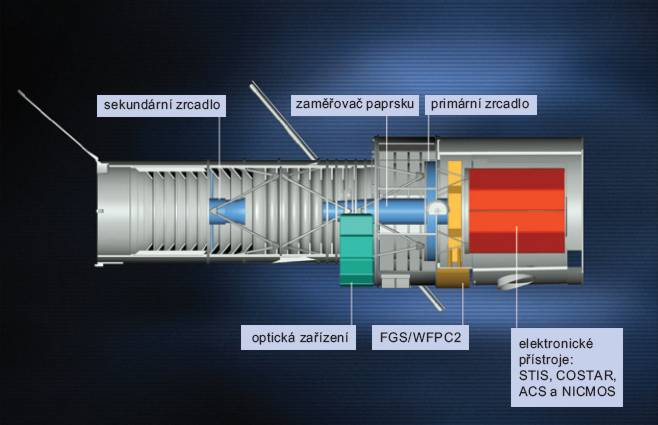 sekundární zrcadlo
zaměřovač paprsku
primární zrcadlo
optická zařízení
FGS/WFPC2
elektronické
přístroje:
STIS, COSTAR,
ACS a NICMOS